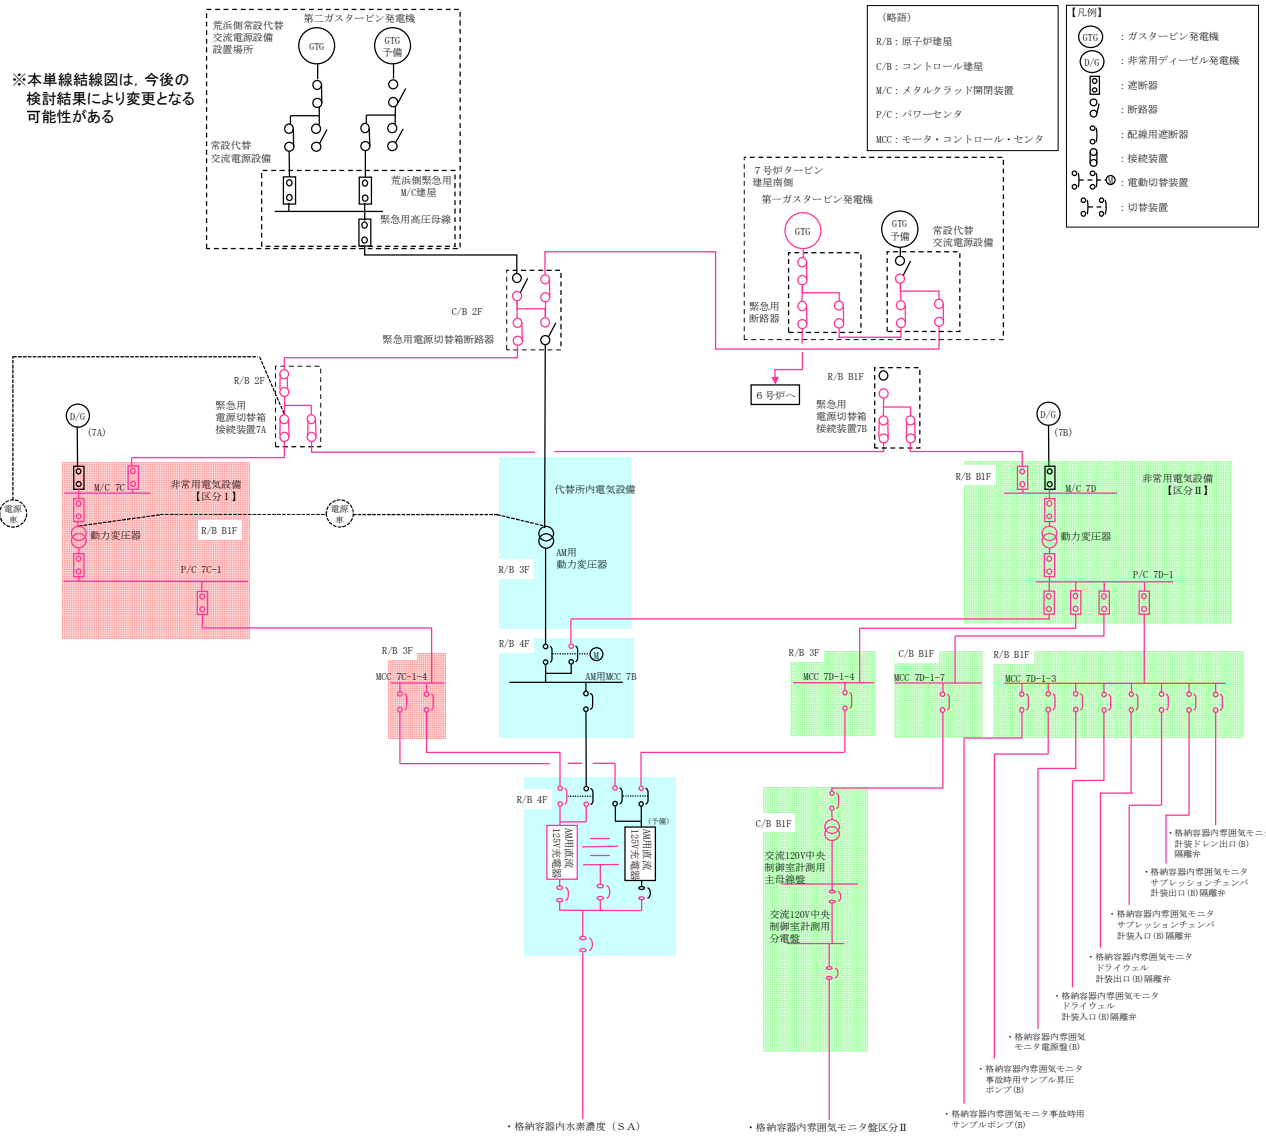 ※本単線結線図は，今後の
検討結果により変更となる
可能性がある
荒浜側常設代替
交流電源設備
設置場所
第二ガスタービン発電機
GTG
GTG
予備
常設代替
交流電源設備
荒浜側緊急用
M/C建屋
緊急用高圧母線
（略語）
R/B：原子炉建屋
C/B：コントロール建屋
M/C：メタルクラッド開閉装置
P/C：パワーセンタ
MCC：モータ・コントロール・センタ
【凡例】
GTG
：ガスタービン発電機
D/G
：非常用ディーゼル発電機
：遮断器
：断路器
：配線用遮断器
：接続装置
M
：電動切替装置
：切替装置
7号炉タービン
建屋南側
第一ガスタービン発電機
GTG
GTG
予備
常設代替
交流電源設備
緊急用
断路器
6号炉へ
C/B 2F
緊急用電源切替箱断路器
R/B 2F
緊急用
電源切替箱
接続装置7A
R/B B1F
緊急用
電源切替箱
接続装置7B
D/G
(7A)
D/G
(7B)
M/C 7C
非常用電気設備
【区分Ⅰ】
R/B B1F
動力変圧器
P/C 7C-1
電源
車
電源
車
代替所内電気設備
AM用
動力変圧器
R/B 3F
R/B B1F
M/C 7D
非常用電気設備
【区分Ⅱ】
動力変圧器
P/C 7D-1
R/B 4F
M
AM用MCC 7B
R/B 3F
MCC 7C-1-4
R/B 3F
MCC 7D-1-4
C/B B1F
MCC 7D-1-7
R/B B1F
MCC 7D-1-3
R/B 4F
(予備)
AM用直流
125V充電器
AM用直流
125V充電器
C/B B1F
交流120V中央
制御室計測用
主母線盤
交流120V中央
制御室計測用
分電盤
・格納容器内雰囲気モニタ
計装ドレン出口(B)
隔離弁
・格納容器内雰囲気モニタ
サプレッションチェンバ
計装出口(B)隔離弁
・格納容器内雰囲気モニタ
サプレッションチェンバ
計装入口(B)隔離弁
・格納容器内雰囲気モニタ
ドライウェル
計装出口(B)隔離弁
・格納容器内雰囲気モニタ
ドライウェル
計装入口(B)隔離弁
・格納容器内雰囲気
モニタ電源盤(B)
・格納容器内雰囲気モニタ
事故時用サンプル昇圧
ポンプ(B)
・格納容器内雰囲気モニタ事故時用
サンプルポンプ(B)
・格納容器内水素濃度（ＳＡ）
・格納容器内雰囲気モニタ盤区分Ⅱ